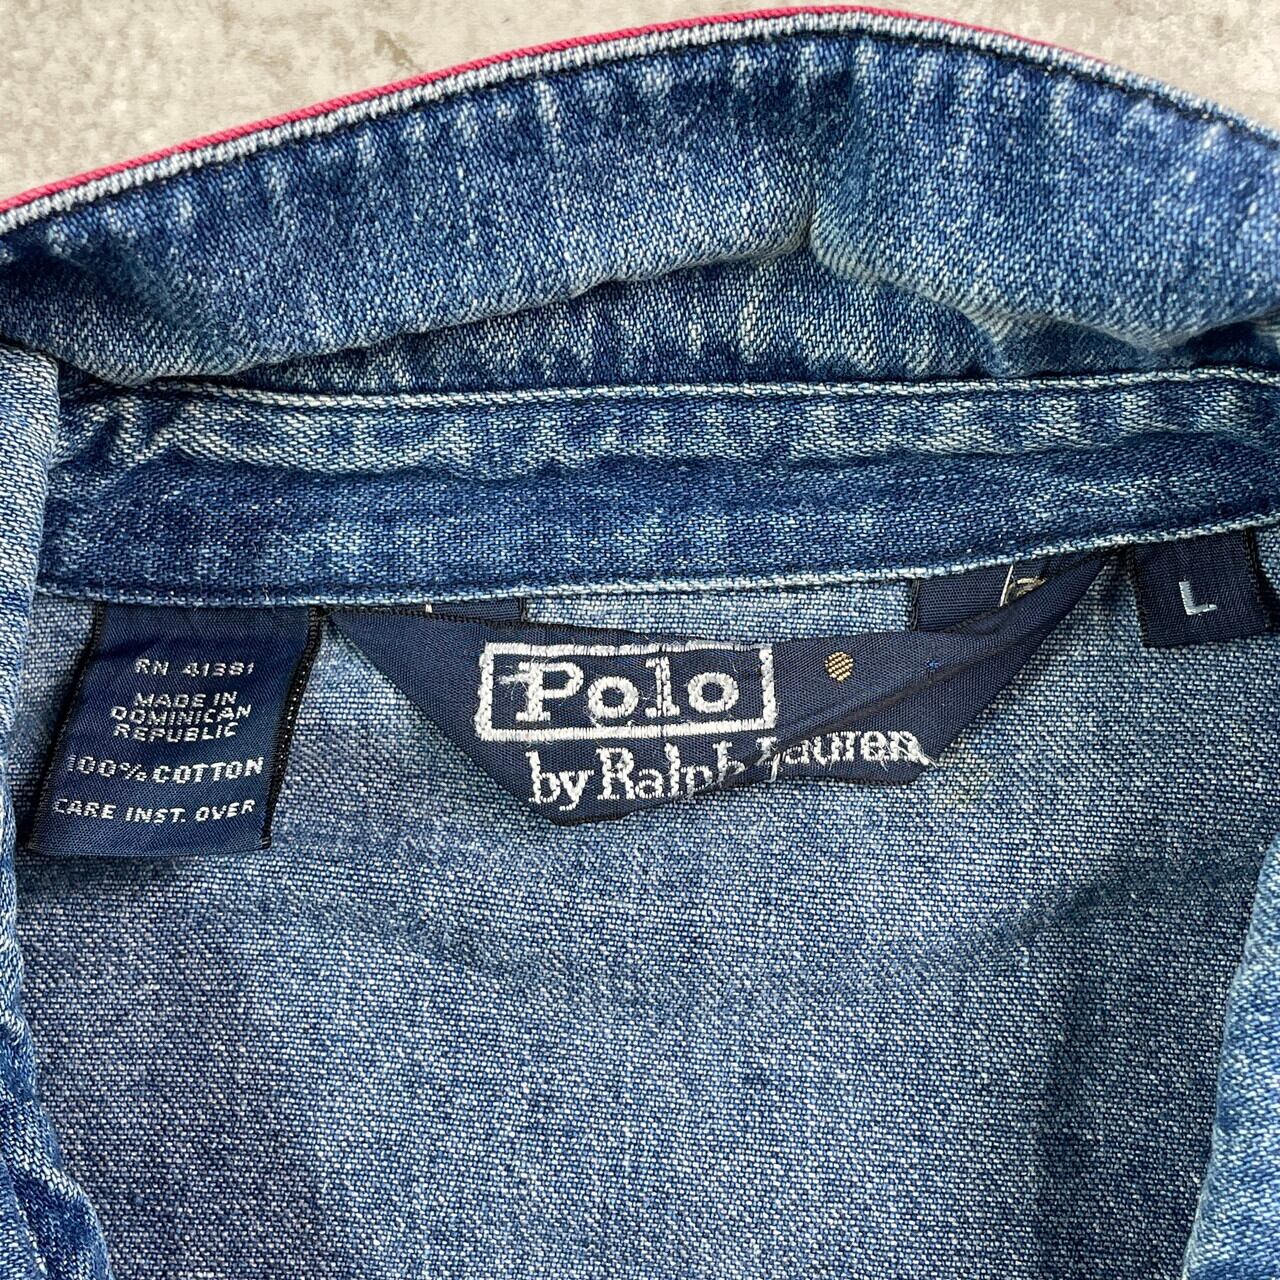 RN 41381
MADE IN
DOMINICAN
REPUBLIC
100% COTTON
CARE INST. OVER
Polo
by Ralph Lauren
L